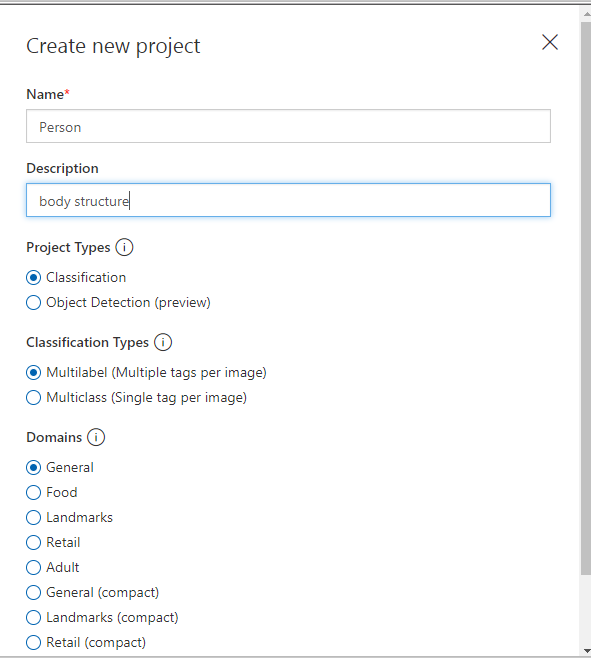 Create new project
Name*
Person
Description
body structure
Project Types
Classification
Object Detection (preview)
Classification Types
Multilabel (Multiple tags per image)
Multiclass (Single tag per image)
Domains
General
Food
Landmarks
Retail
Adult
General (compact)
Landmarks (compact)
Retail (compact)